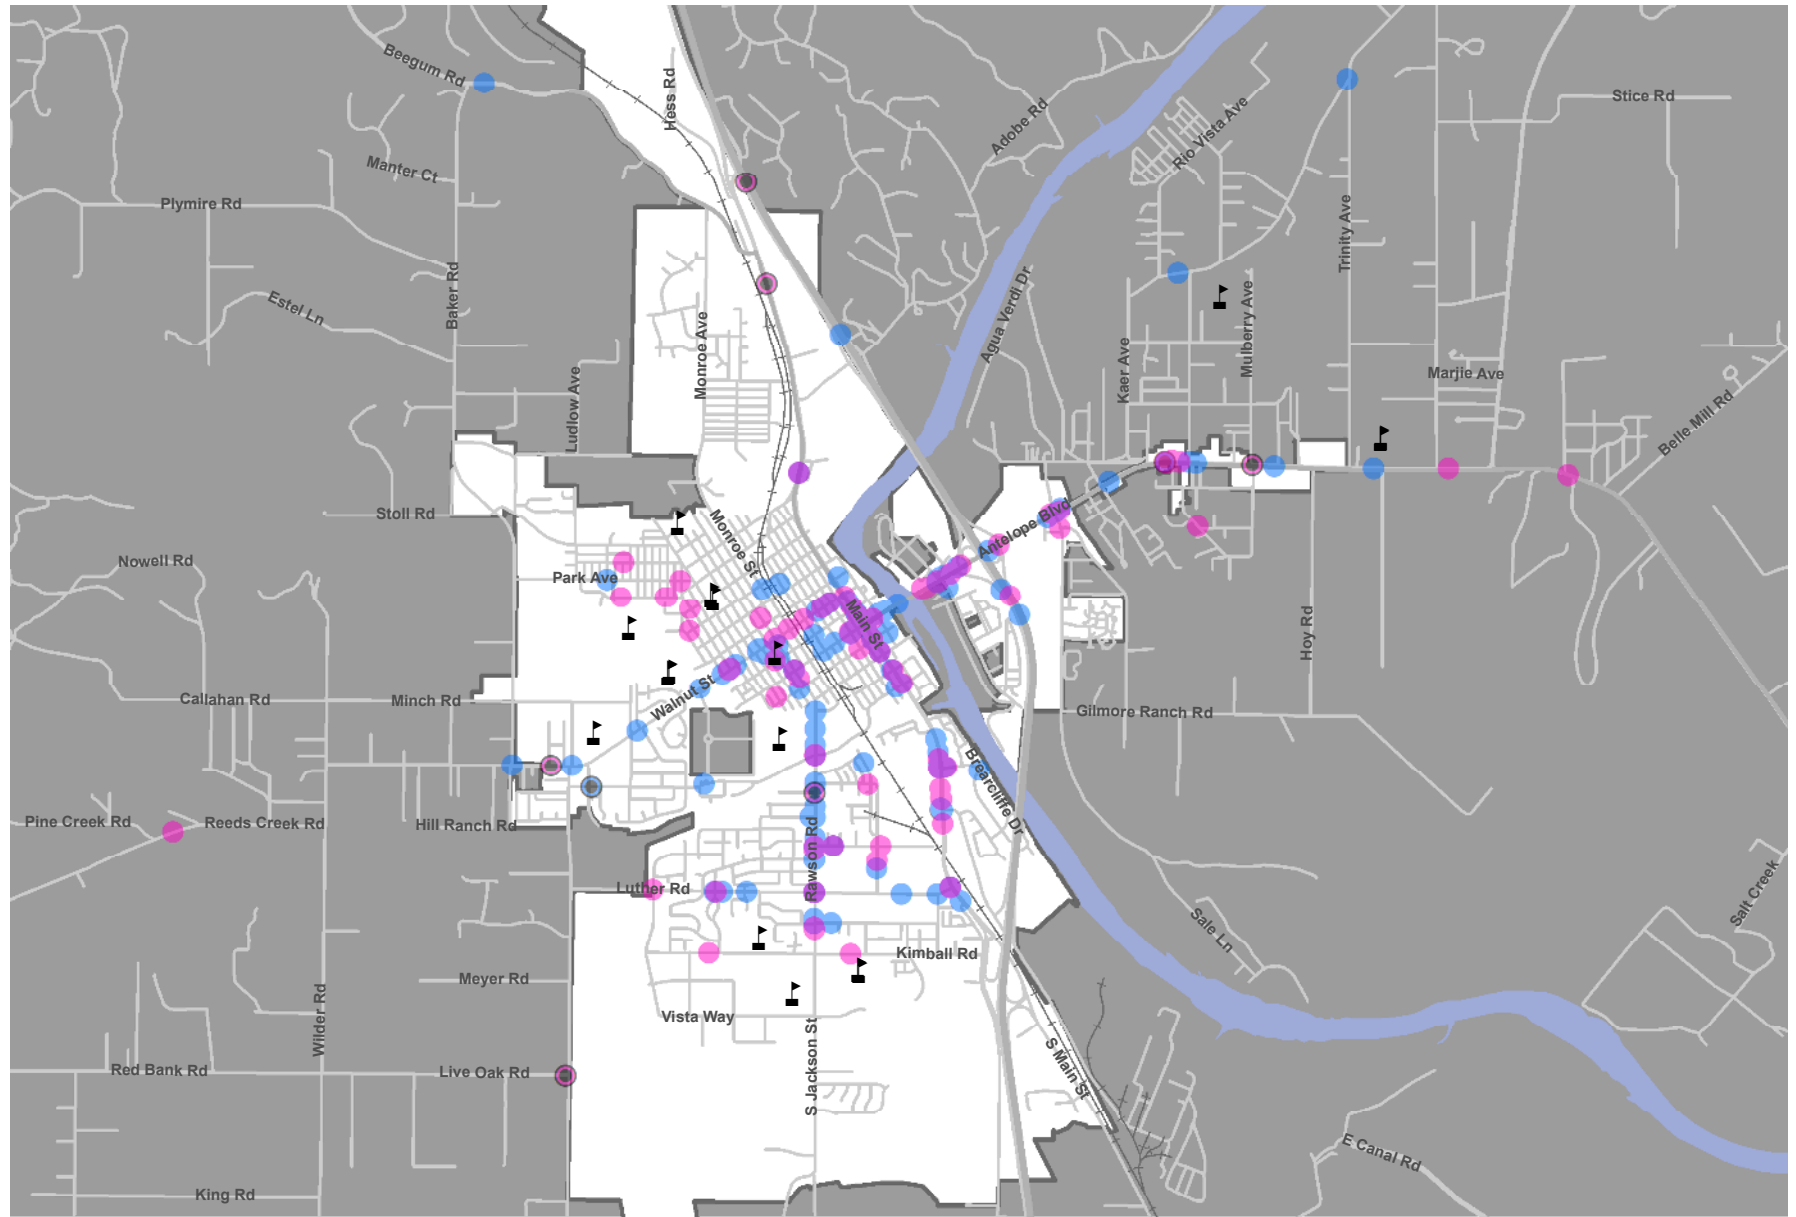 Beegum Rd
Hess Rd
Adobe Rd
Rio Vista Ave
Stice Rd
Manter Ct
Plymire Rd
Trinity Ave
Baker Rd
Estel Ln
Agua Verdi Dr
Mulberry Ave
Monroe Ave
Kaer Ave
Marjie Ave
Ludlow Ave
Belle Mill Rd
Stoll Rd
Monroe St
Antelope Blvd
Nowell Rd
Park Ave
Main St
Hoy Rd
Callahan Rd
Minch Rd
Walnut St
Gilmore Ranch Rd
Brearcliffe Dr
Pine Creek Rd
Reeds Creek Rd
Hill Ranch Rd
Rawson Rd
Luther Rd
Salt Creek
Sale Ln
Kimball Rd
Meyer Rd
Wilder Rd
Vista Way
S Jackson St
S Main St
Red Bank Rd
Live Oak Rd
E Canal Rd
King Rd